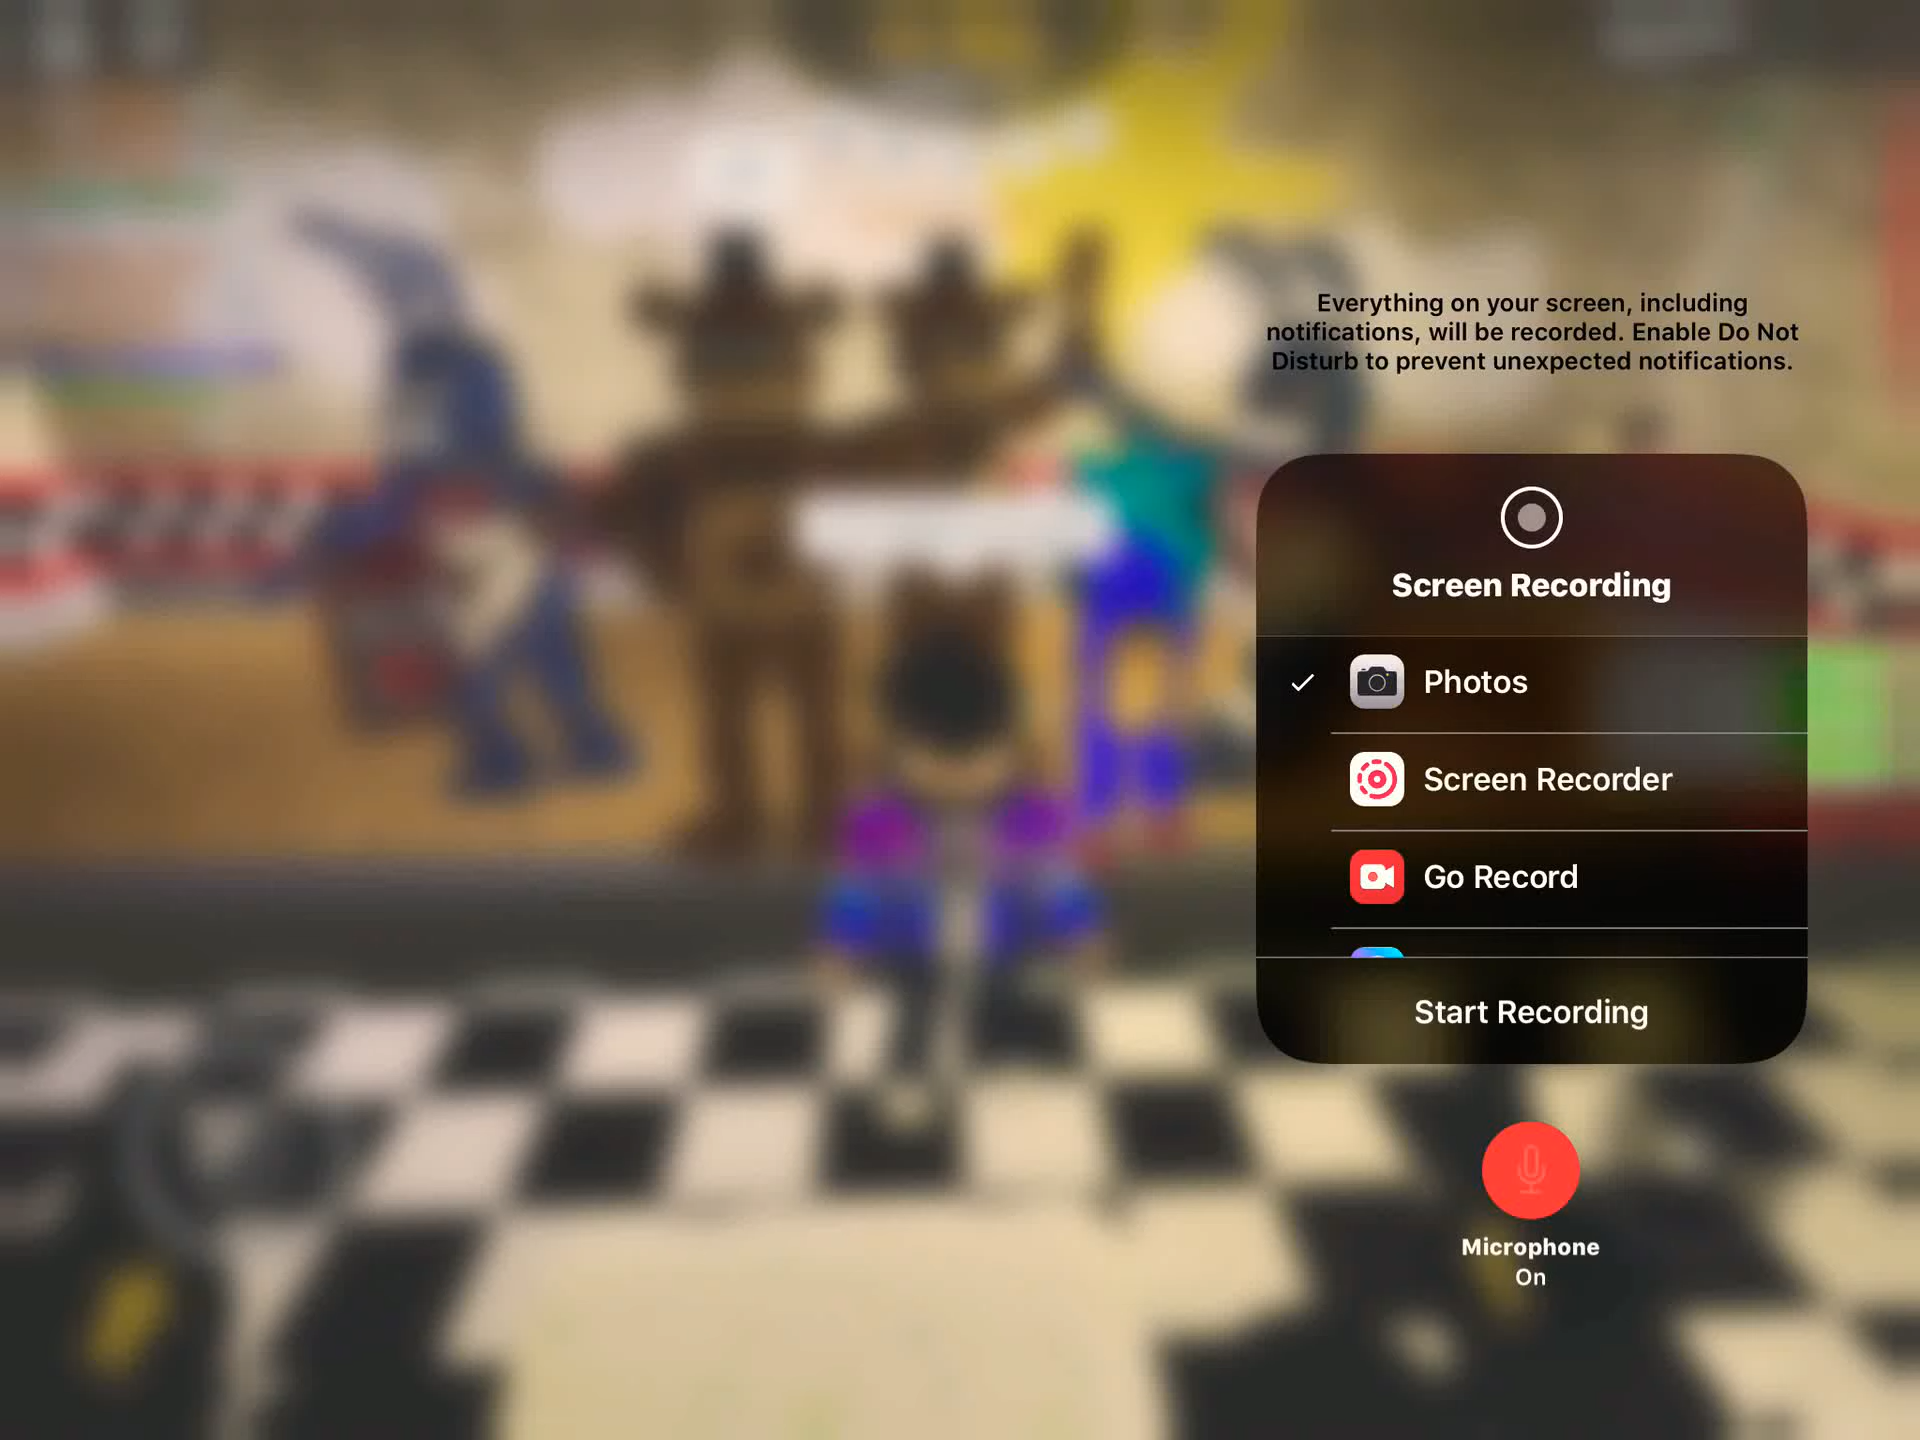 Everything on your screen, including
notifications, will be recorded. Enable Do Not
Disturb to prevent unexpected notifications.
Screen Recording
Photos
Screen Recorder
Go Record
Start Recording
Microphone
On